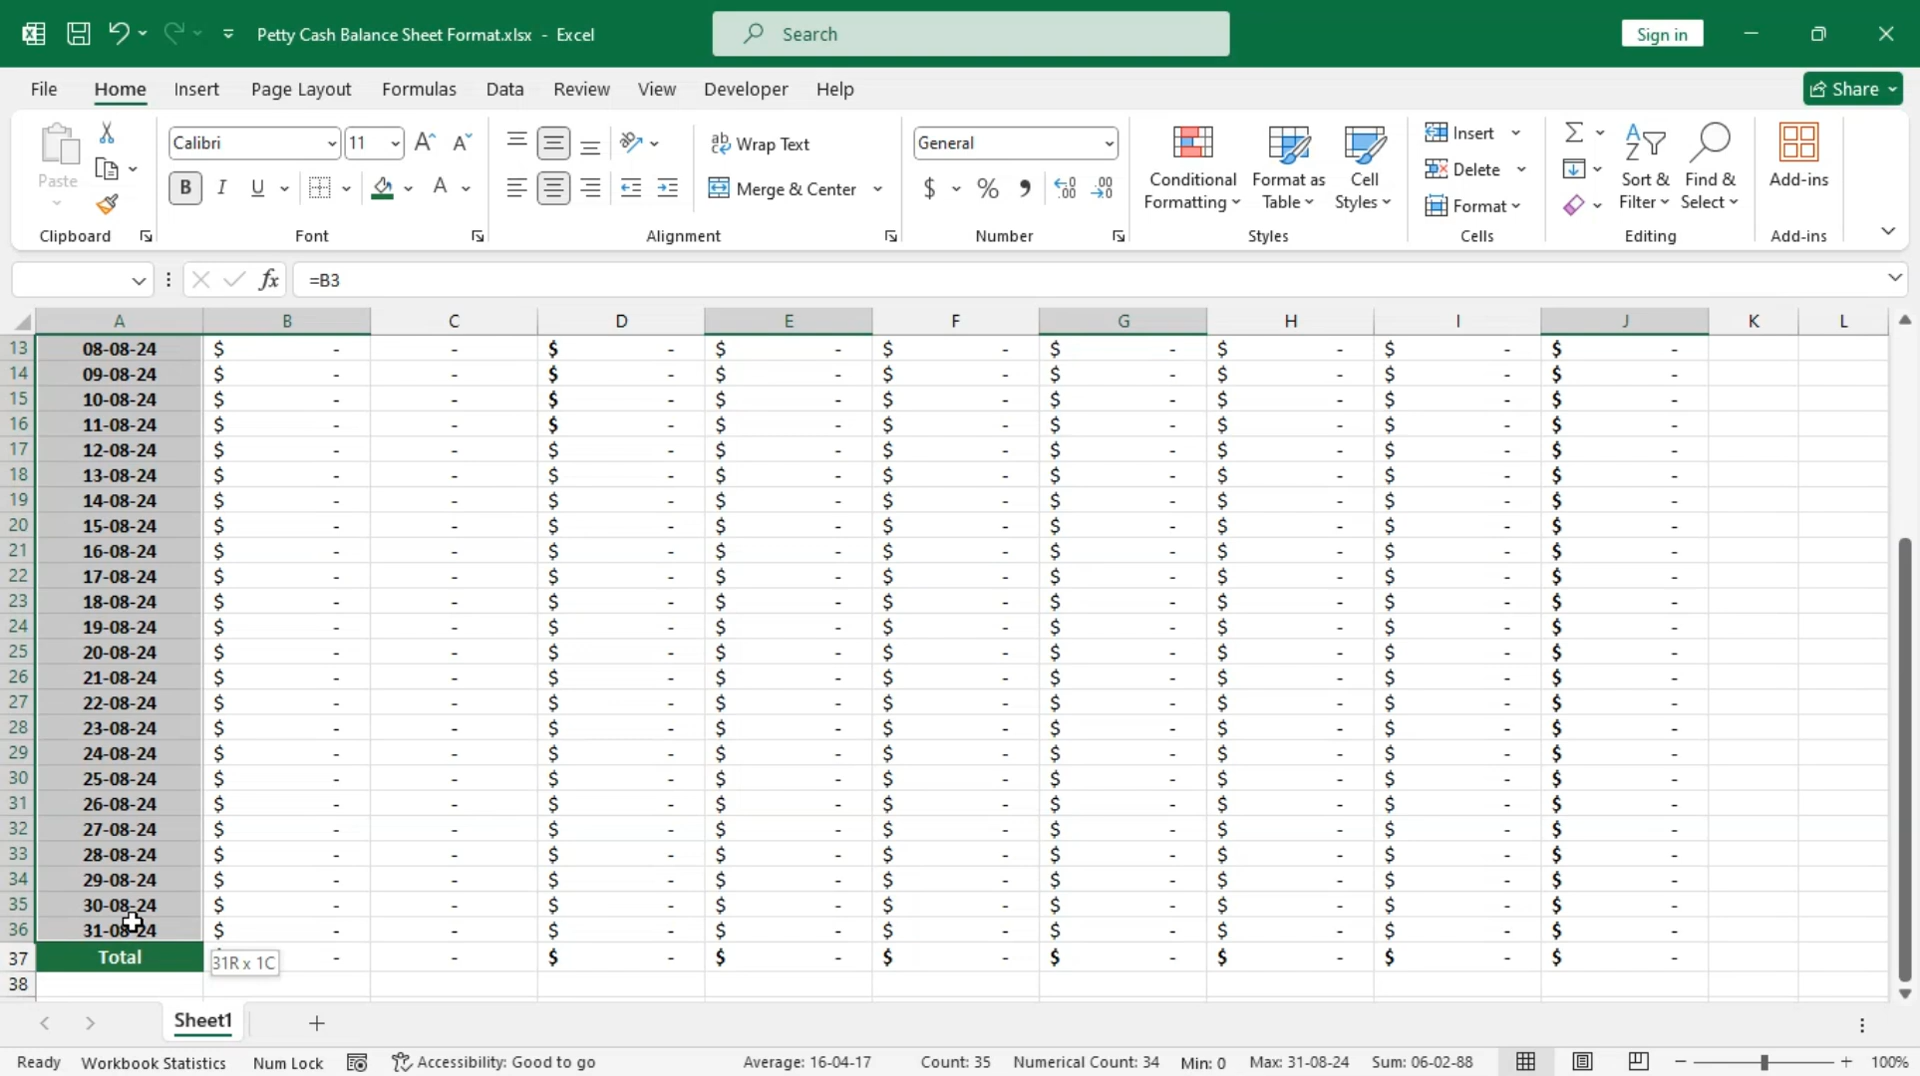 Petty Cash Balance Sheet Format.xlsx - Excel Search Sign in
File Home Insert Page Layout Formulas Data Review View Developer Help Share
Paste Calibri 11 A^ A˅ ab Wrap Text General Conditional Formatting Format as Table Cell Styles Insert Σ Sort & Filter Find & Select Add-ins
B I U A Merge & Center $ % , Delete
Format
Clipboard Font Alignment Number Styles Cells Editing Add-ins
fx =B3
A B C D E F G H I J K L
13 08-08-24 $ - - $ - $ - $ - $ - $ - $ - $ -
14 09-08-24 $ - - $ - $ - $ - $ - $ - $ - $ -
15 10-08-24 $ - - $ - $ - $ - $ - $ - $ - $ -
16 11-08-24 $ - - $ - $ - $ - $ - $ - $ - $ -
17 12-08-24 $ - - $ - $ - $ - $ - $ - $ - $ -
18 13-08-24 $ - - $ - $ - $ - $ - $ - $ - $ -
19 14-08-24 $ - - $ - $ - $ - $ - $ - $ - $ -
20 15-08-24 $ - - $ - $ - $ - $ - $ - $ - $ -
21 16-08-24 $ - - $ - $ - $ - $ - $ - $ - $ -
22 17-08-24 $ - - $ - $ - $ - $ - $ - $ - $ -
23 18-08-24 $ - - $ - $ - $ - $ - $ - $ - $ -
24 19-08-24 $ - - $ - $ - $ - $ - $ - $ - $ -
25 20-08-24 $ - - $ - $ - $ - $ - $ - $ - $ -
26 21-08-24 $ - - $ - $ - $ - $ - $ - $ - $ -
27 22-08-24 $ - - $ - $ - $ - $ - $ - $ - $ -
28 23-08-24 $ - - $ - $ - $ - $ - $ - $ - $ -
29 24-08-24 $ - - $ - $ - $ - $ - $ - $ - $ -
30 25-08-24 $ - - $ - $ - $ - $ - $ - $ - $ -
31 26-08-24 $ - - $ - $ - $ - $ - $ - $ - $ -
32 27-08-24 $ - - $ - $ - $ - $ - $ - $ - $ -
33 28-08-24 $ - - $ - $ - $ - $ - $ - $ - $ -
34 29-08-24 $ - - $ - $ - $ - $ - $ - $ - $ -
35 30-08-24 $ - - $ - $ - $ - $ - $ - $ - $ -
36 31-08-24 $ - - $ - $ - $ - $ - $ - $ - $ -
37 Total 31R x 1C - - $ - $ - $ - $ - $ - $ - $ -
38
Sheet1
Ready Workbook Statistics Num Lock Accessibility: Good to go Average: 16-04-17 Count: 35 Numerical Count: 34 Min: 0 Max: 31-08-24 Sum: 06-02-88 100%